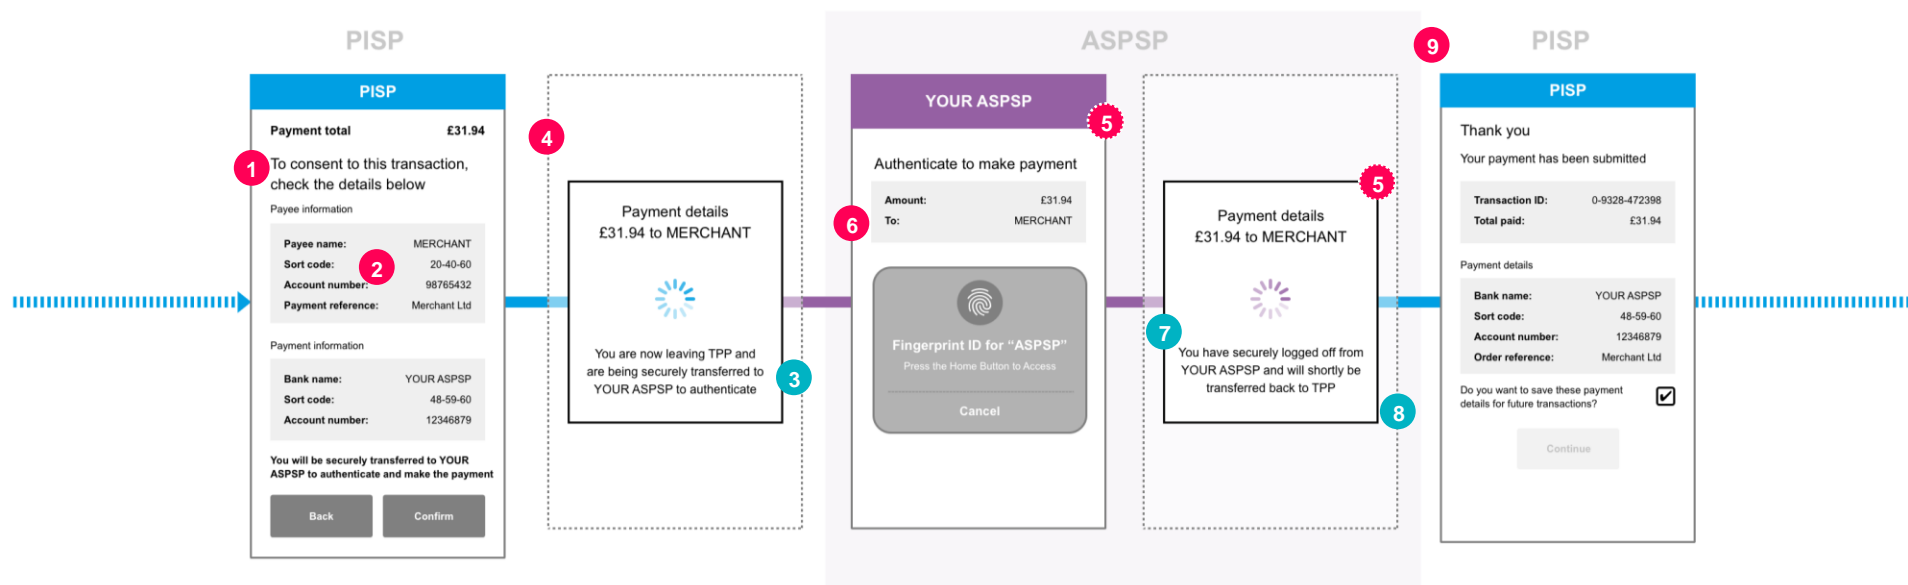 PISP
PISP
Payment total £31.94
1
To consent to this transaction,
check the details below
Payee information
Payee name: MERCHANT
Sort code: 20-40-60
2
Account number: 98765432
Payment reference: Merchant Ltd
Payment information
Bank name: YOUR ASPSP
Sort code: 48-59-60
Account number: 12346879
You will be securely transferred to YOUR
ASPSP to authenticate and make the payment
Back Confirm
4
Payment details
£31.94 to MERCHANT
You are now leaving TPP and
are being securely transferred to
YOUR ASPSP to authenticate
3
ASPSP
YOUR ASPSP
5
Authenticate to make payment
Amount: £31.94
To: MERCHANT
6
Fingerprint ID for “ASPSP”
Press the Home Button to Access
Cancel
5
Payment details
£31.94 to MERCHANT
7
You have securely logged off from
YOUR ASPSP and will shortly be
transferred back to TPP
8
9
PISP
PISP
Thank you
Your payment has been submitted
Transaction ID: 0-9328-472398
Total paid: £31.94
Payment details
Bank name: YOUR ASPSP
Sort code: 48-59-60
Account number: 12346879
Order reference: Merchant Ltd
Do you want to save these payment
details for future transactions?
Continue